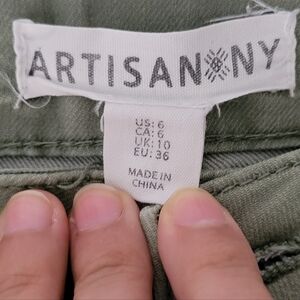 ARTISAN NY
US: 6
CA: 6
UK: 10
EU: 36
MADE IN
CHINA